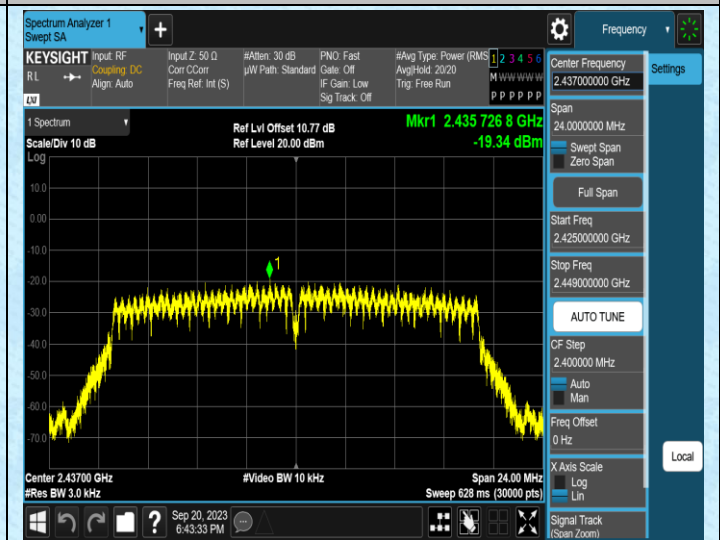 Spectrum Analyzer 1
Swept SA
+
Frequency
KEYSIGHT
RL
LXI
Input: RF
Coupling: DC
Align: Auto
Input Z: 50 Ω
Corr CCorr
Freq Ref: Int (S)
#Atten: 30 dB
µW Path: Standard
PNO: Fast
Gate: Off
IF Gain: Low
Sig Track: Off
#Avg Type: Power (RMS
Avg|Hold: 20/20
Trig: Free Run
1 2 3 4 5 6
M W W W W W
P P P P P P
Center Frequency
2.437000000 GHz
Settings
Span
24.0000000 MHz
Swept Span
Zero Span
Full Span
Start Freq
2.425000000 GHz
Stop Freq
2.449000000 GHz
AUTO TUNE
CF Step
2.400000 MHz
Auto
Man
Freq Offset
0 Hz
X Axis Scale
Log
Lin
Local
Signal Track
(Span Zoom)
1 Spectrum
Scale/Div 10 dB
Log
Ref Lvl Offset 10.77 dB
Ref Level 20.00 dBm
Mkr1 2.435 726 8 GHz
-19.34 dBm
10.0
0.00
-10.0
-20.0
-30.0
-40.0
-50.0
-60.0
-70.0
1
Center 2.43700 GHz
#Res BW 3.0 kHz
#Video BW 10 kHz
Span 24.00 MHz
Sweep 628 ms (30000 pts)
?
Sep 20, 2023
6:43:33 PM